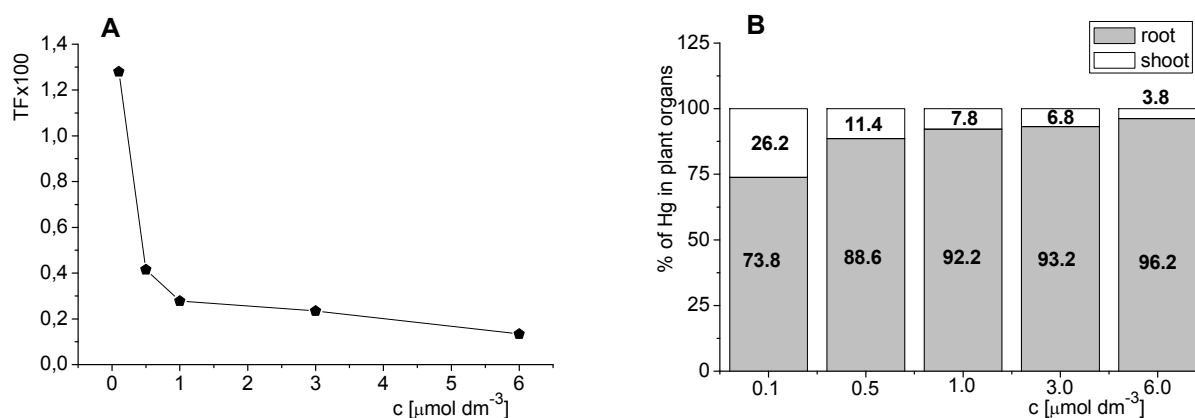 A
TFx100
1,4
1,2
1,0
0,8
0,6
0,4
0,2
0,0
0 1 2 3 4 5 6
c [μmol dm⁻³]
B
root
shoot
% of Hg in plant organs
125
100
75
50
25
0
26.2 11.4 7.8 6.8 3.8
73.8 88.6 92.2 93.2 96.2
0.1 0.5 1.0 3.0 6.0
c [μmol dm⁻³]